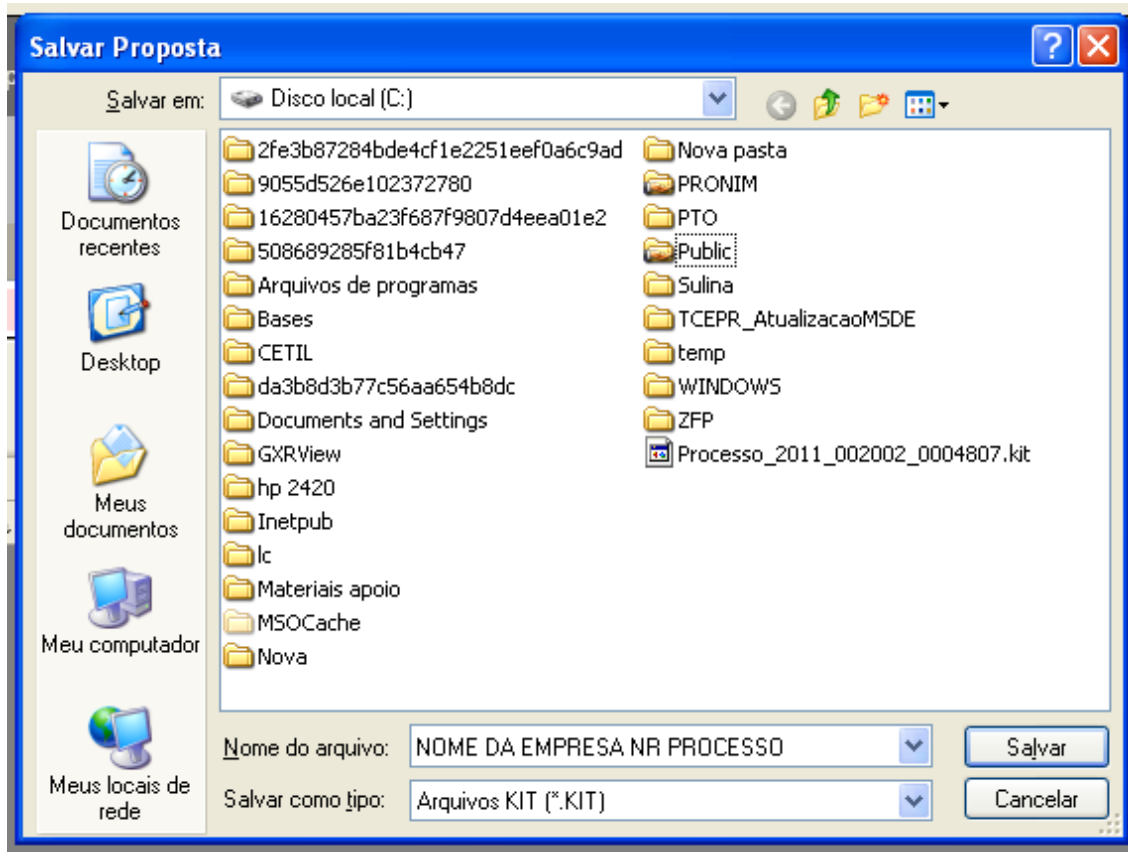 Salvar Proposta
Salvar em:
Disco local (C:)
Documentos
recentes
Desktop
Meus
documentos
Meu computador
Meus locais de
rede
2fe3b87284bde4cf1e2251eef0a6c9ad
9055d526e102372780
16280457ba23f687f9807d4eea01e2
508689285f81b4cb47
Arquivos de programas
Bases
CETIL
da3b8d3b77c56aa654b8dc
Documents and Settings
GXRView
hp 2420
Inetpub
lc
Materiais apoio
MSOCache
Nova
Nova pasta
PRONIM
PTO
Public
Sulina
TCEPR_AtualizacaoMSDE
temp
WINDOWS
ZFP
Processo_2011_002002_0004807.kit
Nome do arquivo:
NOME DA EMPRESA NR PROCESSO
Salvar
Salvar como tipo:
Arquivos KIT (*.KIT)
Cancelar